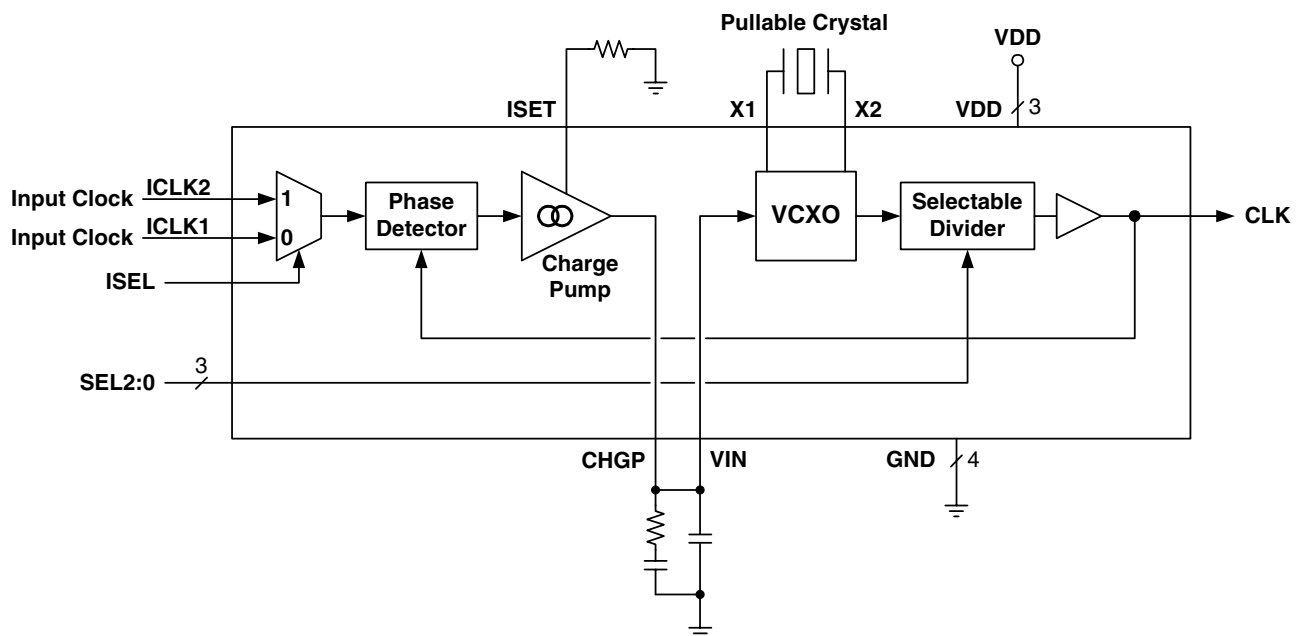 Pullable Crystal
VDD
ISET
X1
X2
VDD
3
Input Clock
ICLK2
1
Input Clock
ICLK1
0
ISEL
Phase
Detector
Charge
Pump
VCXO
Selectable
Divider
CLK
SEL2:0
3
CHGP
VIN
GND
4